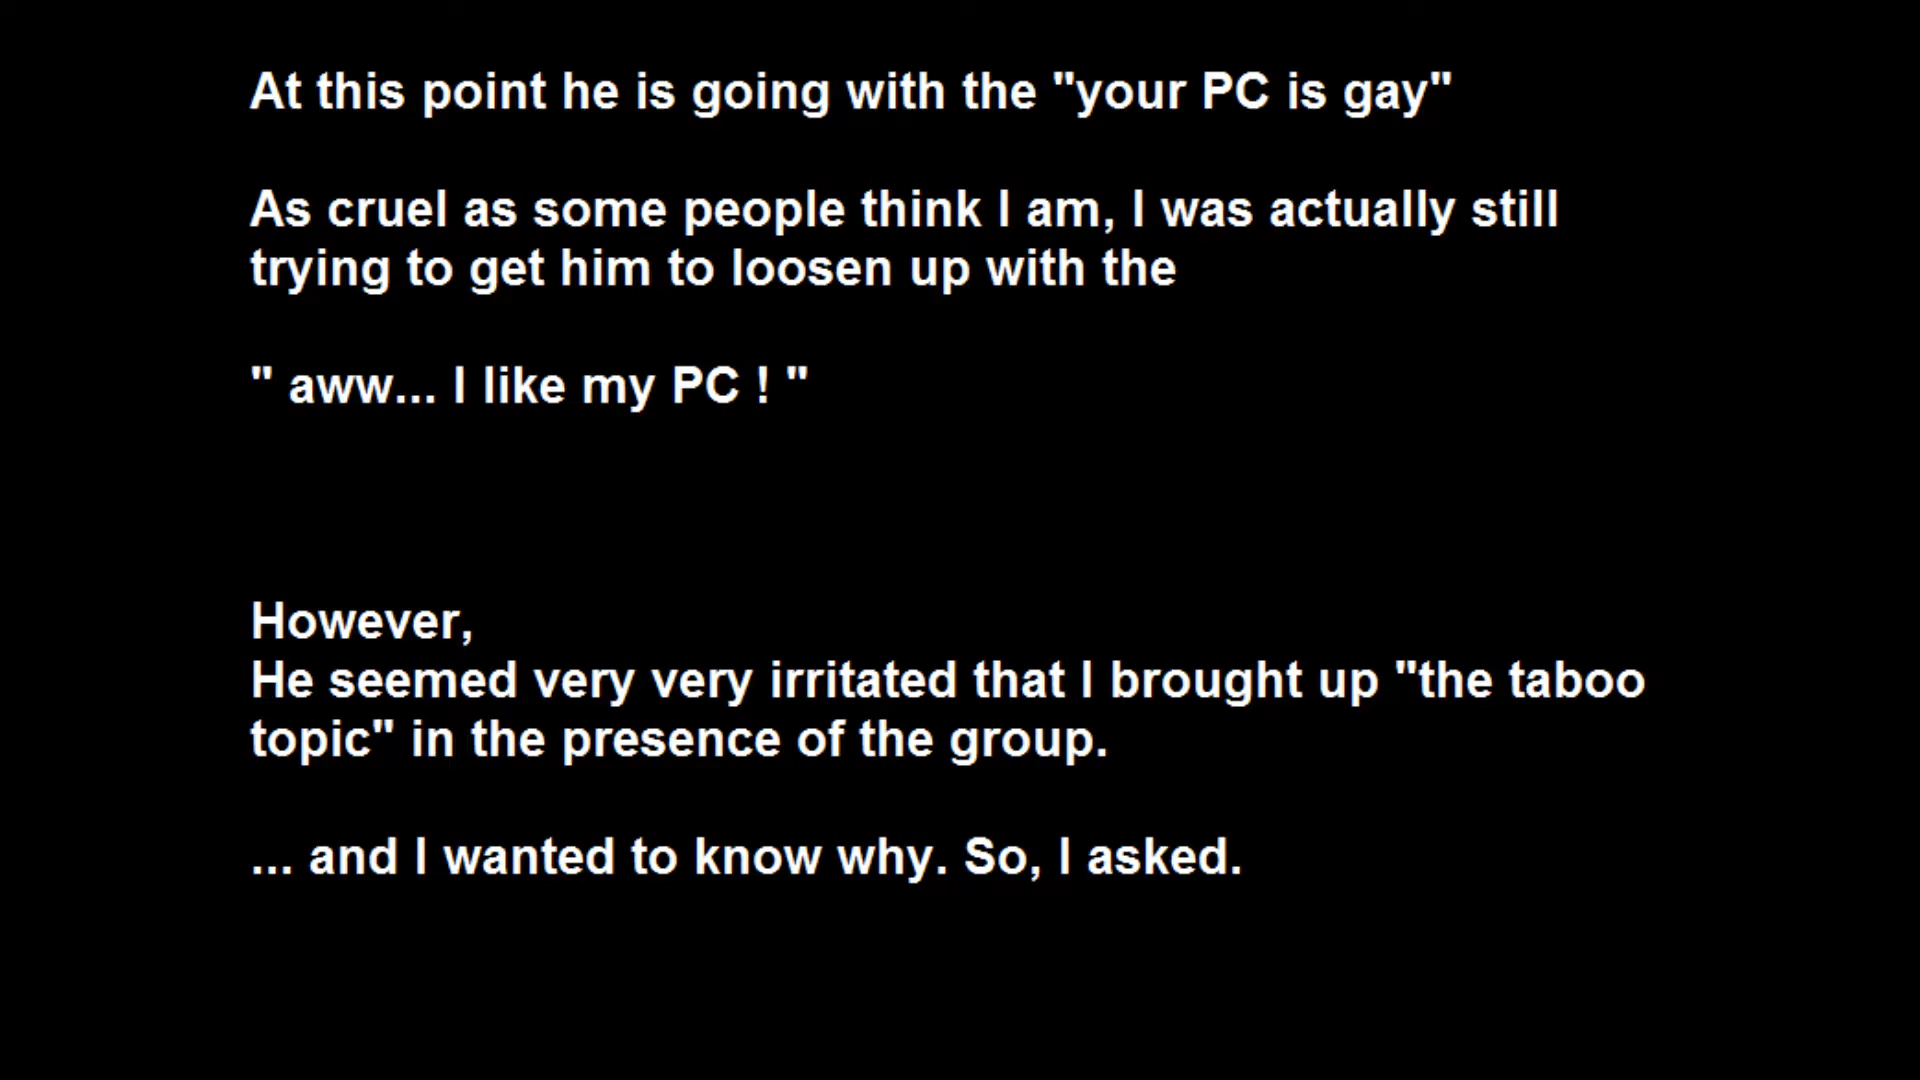 At this point he is going with the "your PC is gay"
As cruel as some people think I am, I was actually still
trying to get him to loosen up with the
" aww... I like my PC ! "
However,
He seemed very very irritated that I brought up "the taboo
topic" in the presence of the group.
... and I wanted to know why. So, I asked.